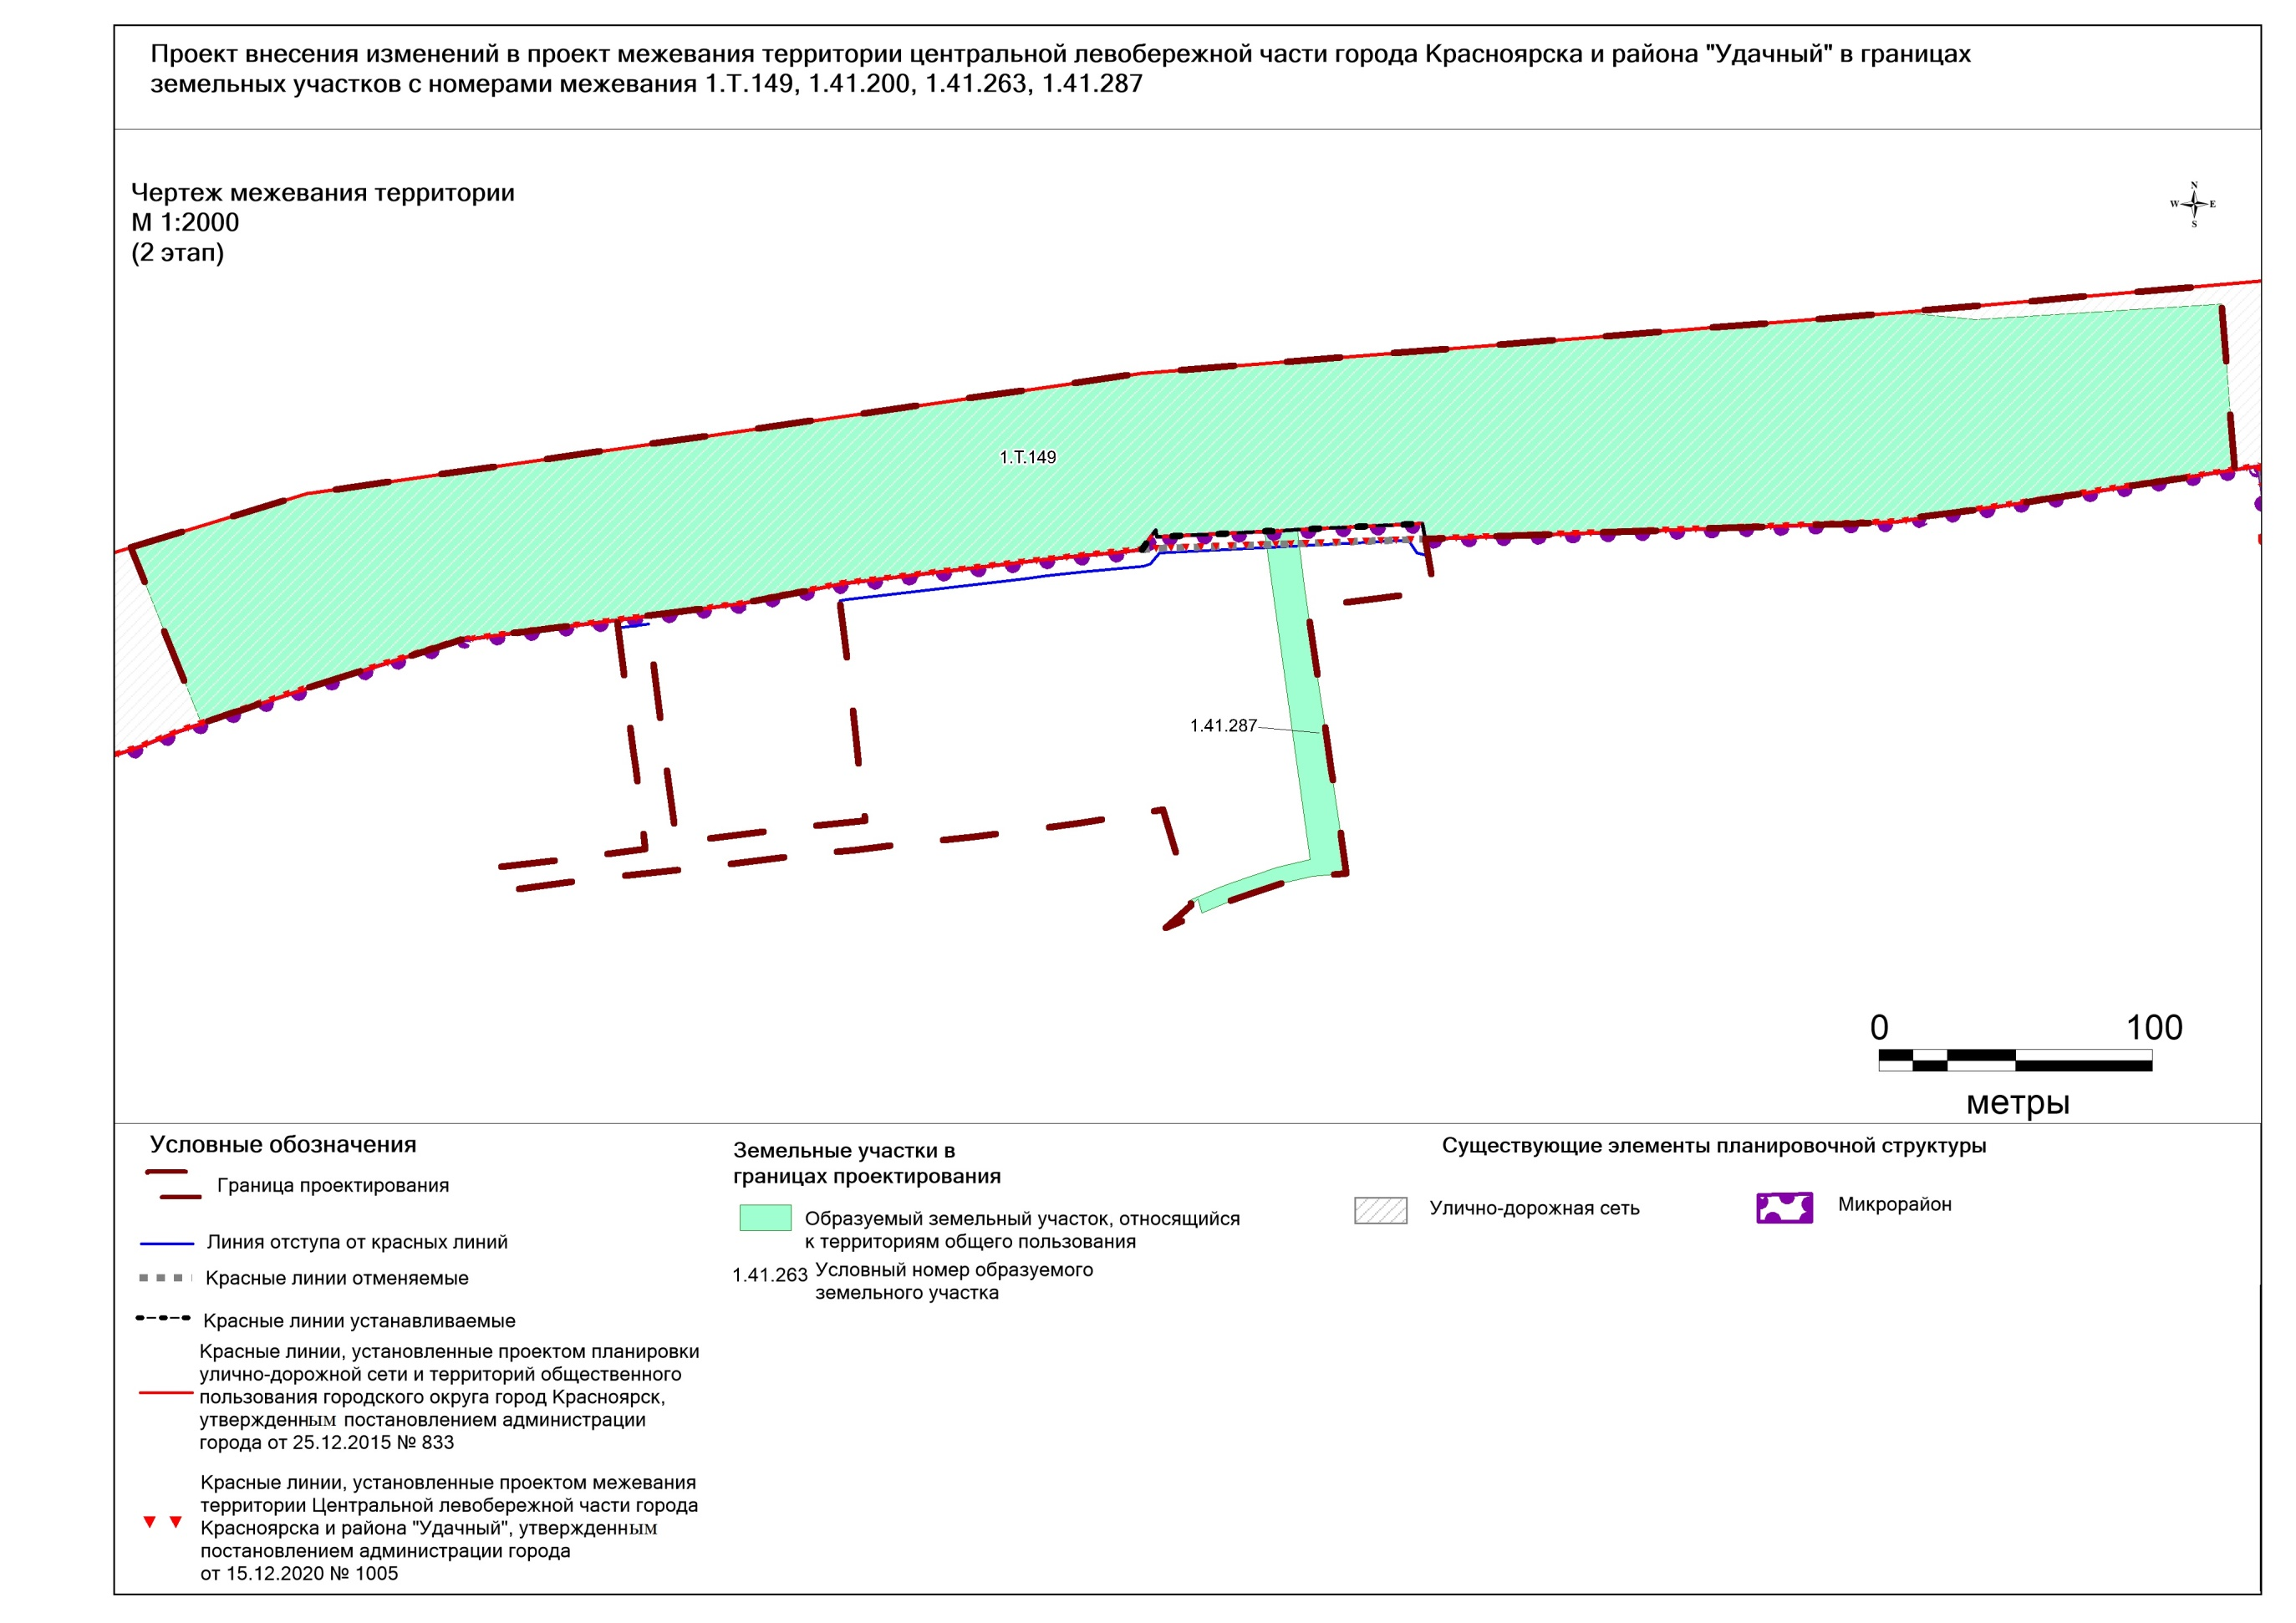 Проект внесения изменений в проект межевания территории центральной левобережной части города Красноярска и района "Удачный" в границах
земельных участков с номерами межевания 1.Т.149, 1.41.200, 1.41.263, 1.41.287
Чертеж межевания территории
М 1:2000
(2 этап)
N
W E
S
1.Т.149
1.41.287
0 100
метры
Условные обозначения
Граница проектирования
Линия отступа от красных линий
Красные линии отменяемые
Красные линии устанавливаемые
Красные линии, установленные проектом планировки
улично-дорожной сети и территорий общественного
пользования городского округа город Красноярск,
утвержденным постановлением администрации
города от 25.12.2015 № 833
Красные линии, установленные проектом межевания
территории Центральной левобережной части города
Красноярска и района "Удачный", утвержденным
постановлением администрации города
от 15.12.2020 № 1005
Земельные участки в
границах проектирования
Образуемый земельный участок, относящийся
к территориям общего пользования
1.41.263 Условный номер образуемого
земельного участка
Существующие элементы планировочной структуры
Улично-дорожная сеть
Микрорайон